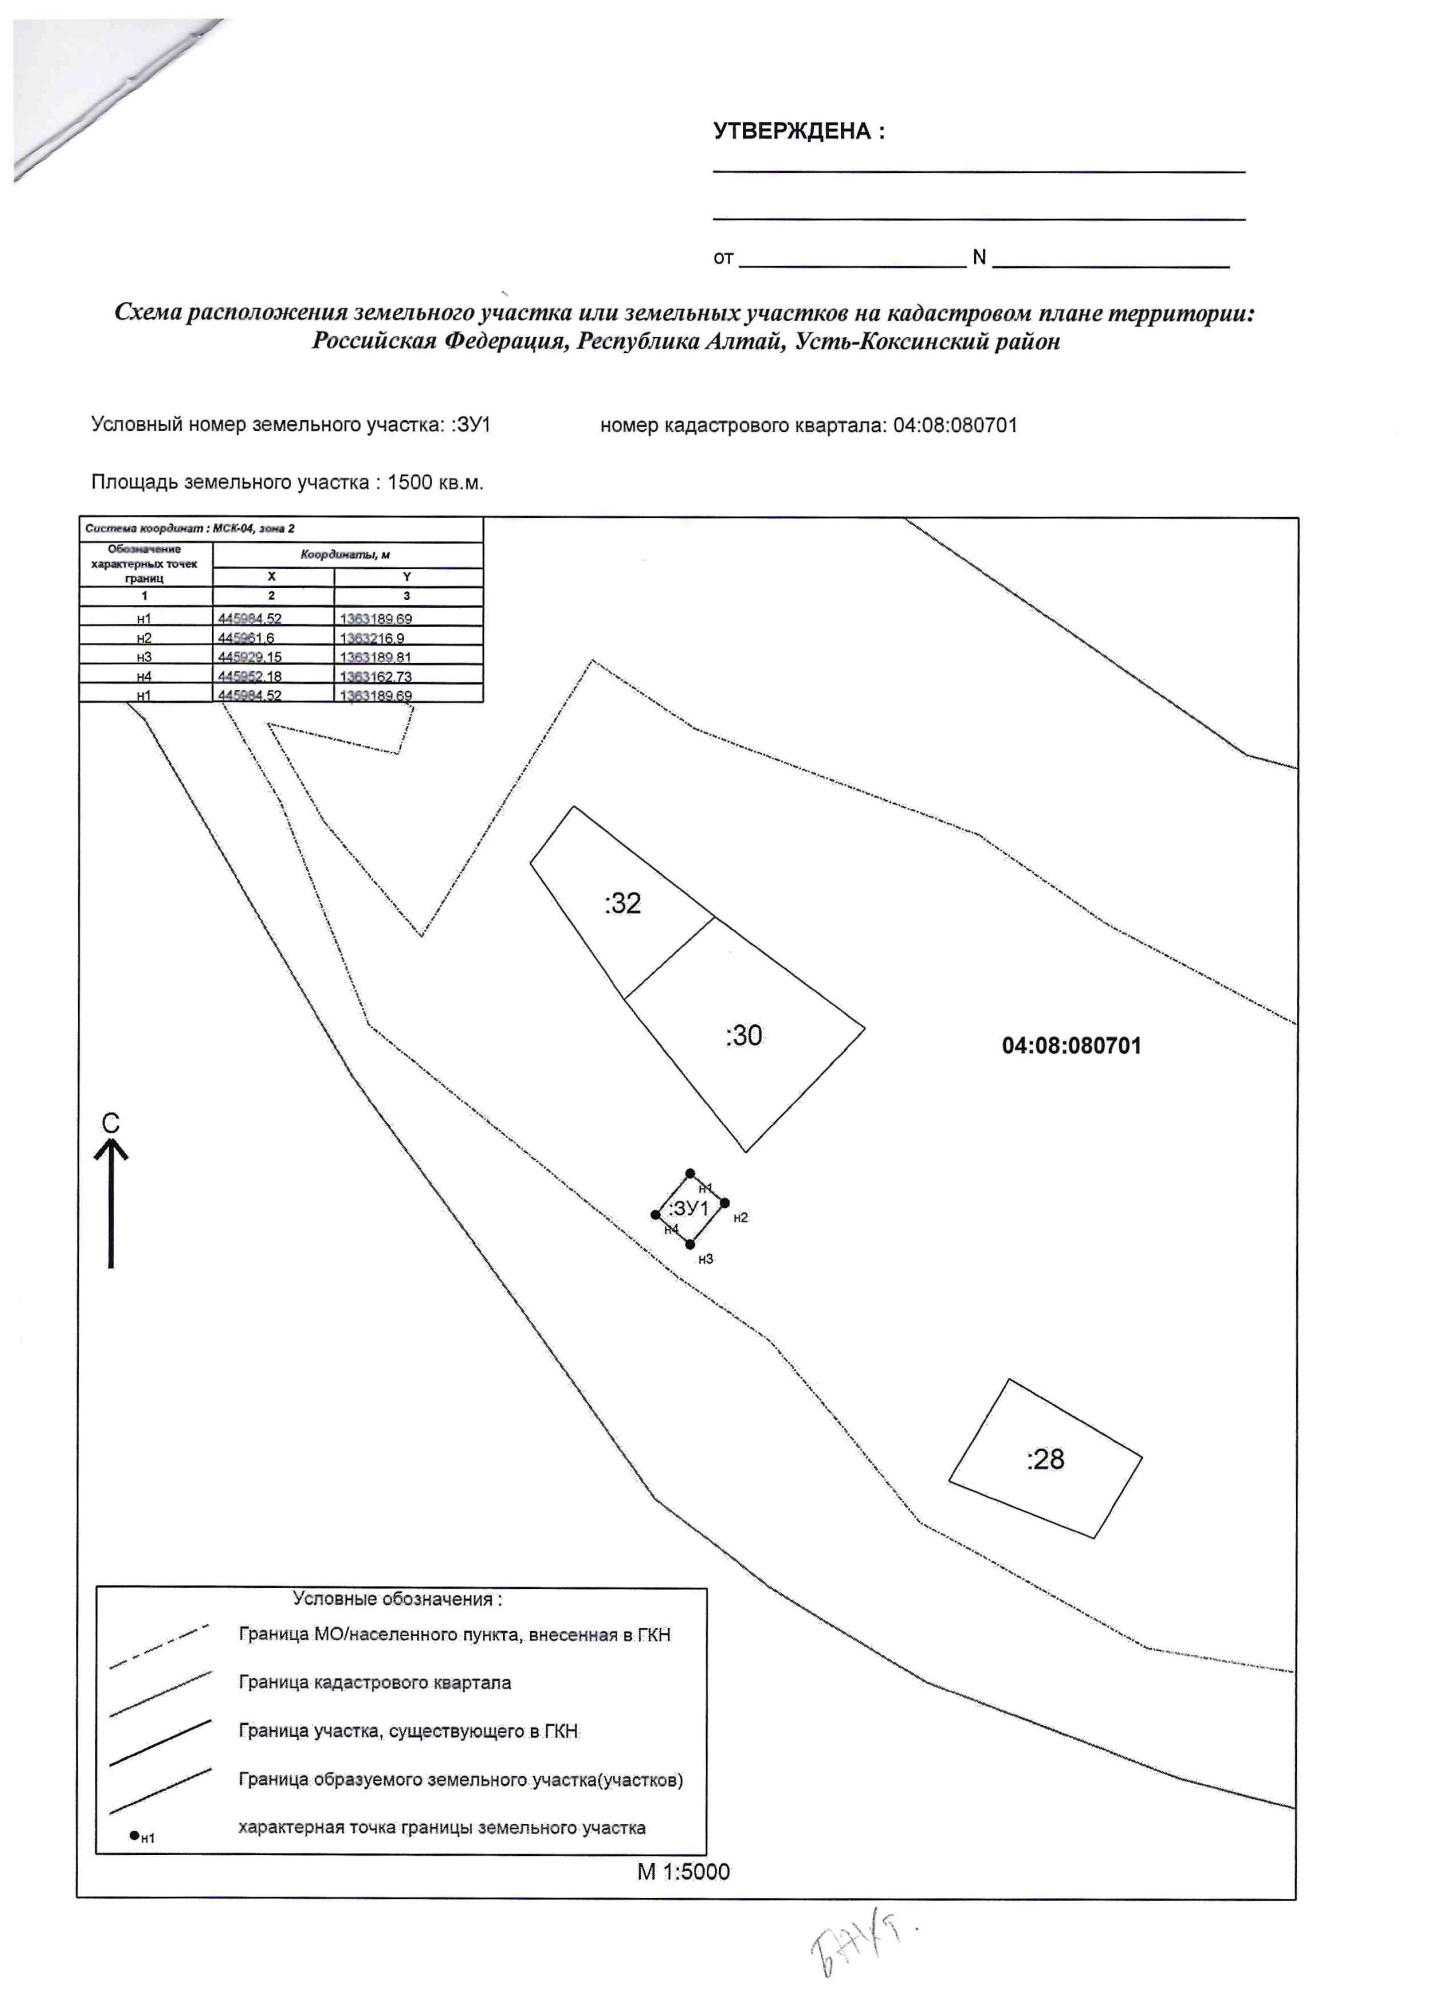 УТВЕРЖДЕНА :
от N
Схема расположения земельного участка или земельных участков на кадастровом плане территории:
Российская Федерация, Республика Алтай, Усть-Коксинский район
Условный номер земельного участка: :ЗУ1 номер кадастрового квартала: 04:08:080701
Площадь земельного участка : 1500 кв.м.
Система координат : МСК-04, зона 2
Обозначение характерных точек границ Координаты, м
X Y
1 2 3
н1 445984.52 1363189.69
н2 445961.6 1363216.9
н3 445929.15 1363189.81
н4 445952.18 1363162.73
н1 445984.52 1363189.69
:32
:30
04:08:080701
С
н1
:ЗУ1
н2
н4
н3
:28
Условные обозначения :
Граница МО/населенного пункта, внесенная в ГКН
Граница кадастрового квартала
Граница участка, существующего в ГКН
Граница образуемого земельного участка(участков)
н1 характерная точка границы земельного участка
М 1:5000